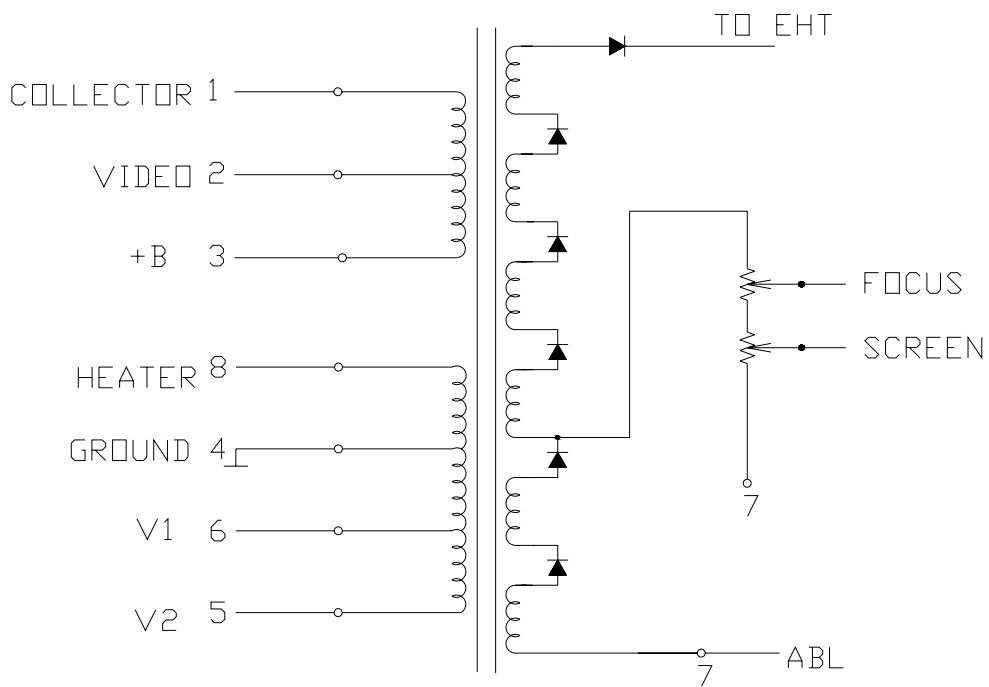 TO EHT
COLLECTOR 1
VIDEO 2
+B 3
FOCUS
SCREEN
HEATER 8
GROUND 4
7
V1 6
V2 5
ABL
7